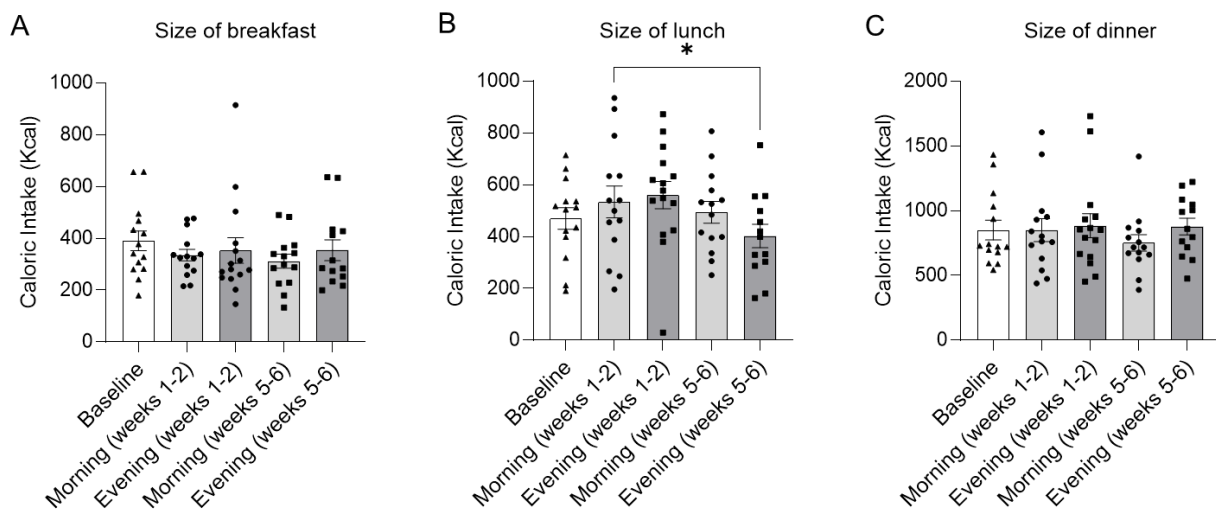 A
Size of breakfast
Caloric Intake (Kcal)
1000
800
600
400
200
0
Baseline
Morning (weeks 1-2)
Evening (weeks 1-2)
Morning (weeks 5-6)
Evening (weeks 5-6)
B
Size of lunch
*
Caloric Intake (Kcal)
1000
800
600
400
200
0
Baseline
Morning (weeks 1-2)
Evening (weeks 1-2)
Morning (weeks 5-6)
Evening (weeks 5-6)
C
Size of dinner
Caloric Intake (Kcal)
2000
1500
1000
500
0
Baseline
Morning (weeks 1-2)
Evening (weeks 1-2)
Morning (weeks 5-6)
Evening (weeks 5-6)